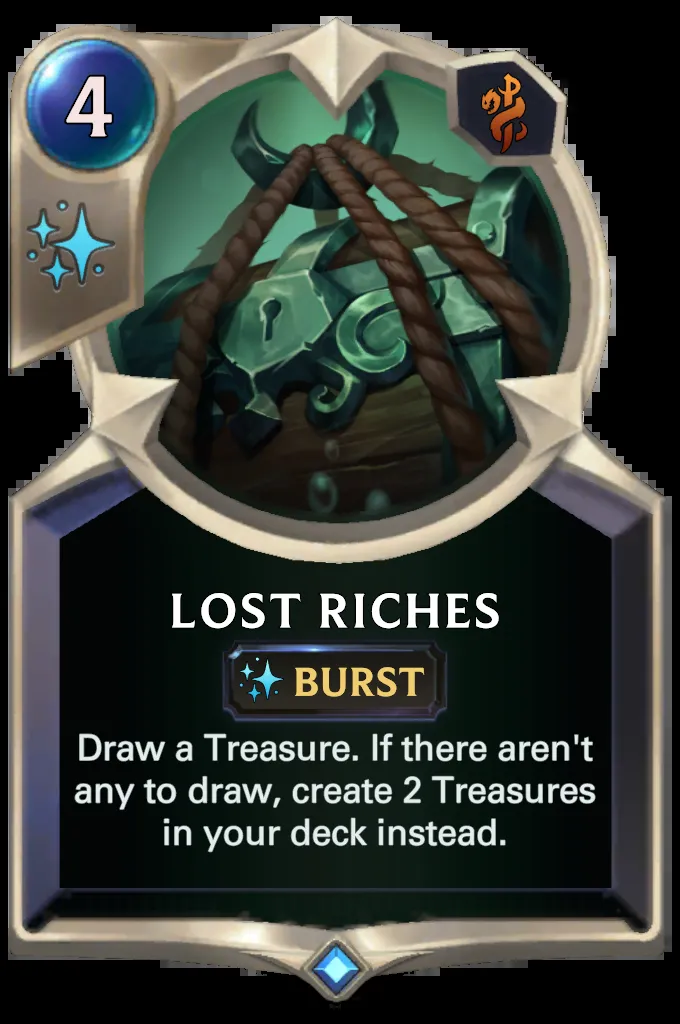 4
LOST RICHES
BURST
Draw a Treasure. If there aren't
any to draw, create 2 Treasures
in your deck instead.